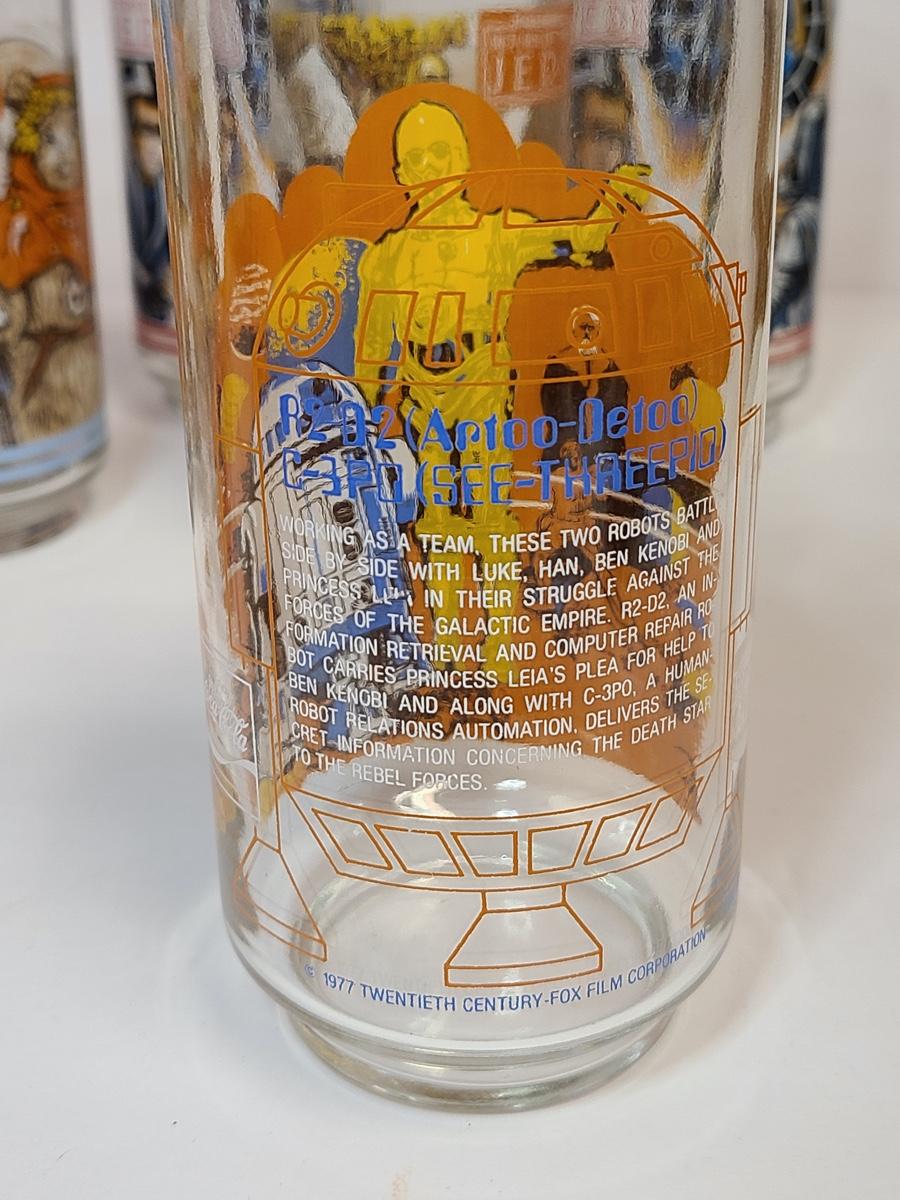 JED
R2-D2 (Artoo-Detoo)
C-3PO (SEE-THREEPIO)
WORKING AS A TEAM, THESE TWO ROBOTS BATTLE
SIDE BY SIDE WITH LUKE, HAN, BEN KENOBI AND
PRINCESS LEIA IN THEIR STRUGGLE AGAINST THE
FORCES OF THE GALACTIC EMPIRE. R2-D2, AN IN-
FORMATION RETRIEVAL AND COMPUTER REPAIR RO-
BOT CARRIES PRINCESS LEIA'S PLEA FOR HELP TO
BEN KENOBI AND ALONG WITH C-3PO, A HUMAN-
ROBOT RELATIONS AUTOMATION, DELIVERS THE SE-
CRET INFORMATION CONCERNING THE DEATH STAR
TO THE REBEL FORCES.
Coca-Cola
© 1977 TWENTIETH CENTURY-FOX FILM CORPORATION